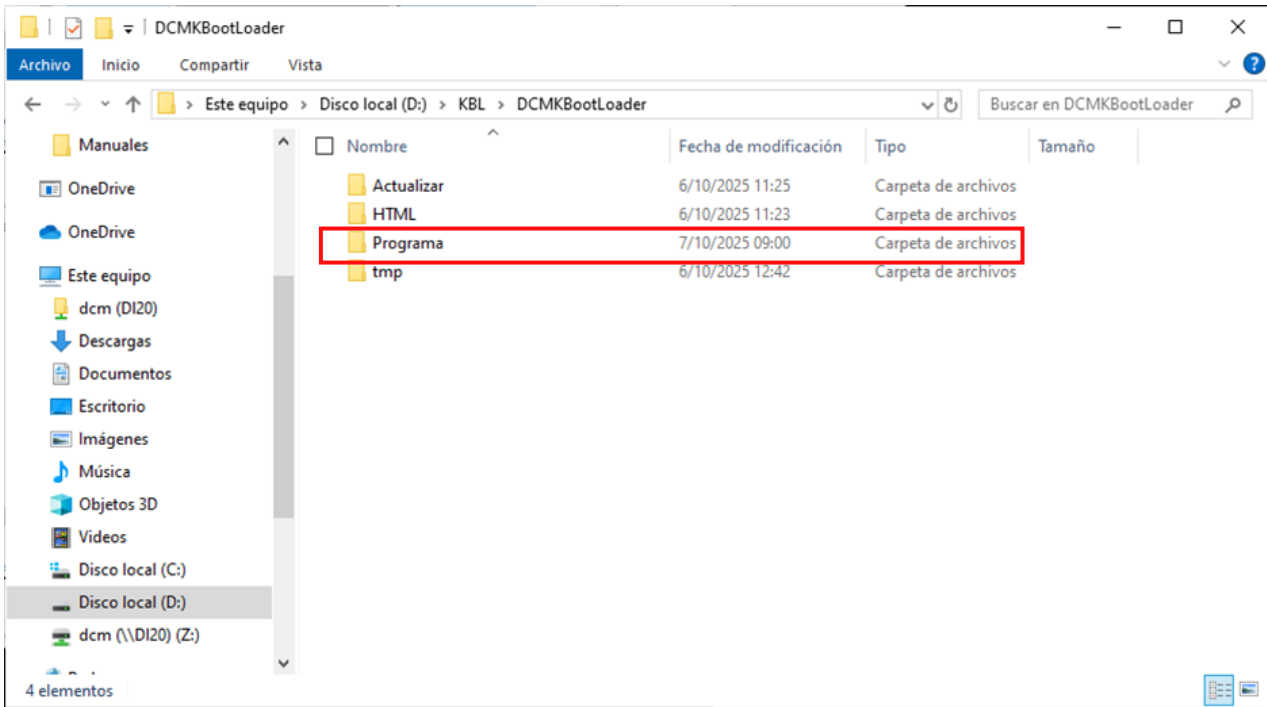 DCMKBootLoader
Archivo Inicio Compartir Vista
Este equipo > Disco local (D:) > KBL > DCMKBootLoader Buscar en DCMKBootLoader
Manuales
OneDrive
OneDrive
Este equipo
dcm (DI20)
Descargas
Documentos
Escritorio
Imágenes
Música
Objetos 3D
Videos
Disco local (C:)
Disco local (D:)
dcm (\\DI20) (Z:)
Nombre Fecha de modificación Tipo Tamaño
Actualizar 6/10/2025 11:25 Carpeta de archivos
HTML 6/10/2025 11:23 Carpeta de archivos
Programa 7/10/2025 09:00 Carpeta de archivos
tmp 6/10/2025 12:42 Carpeta de archivos
4 elementos